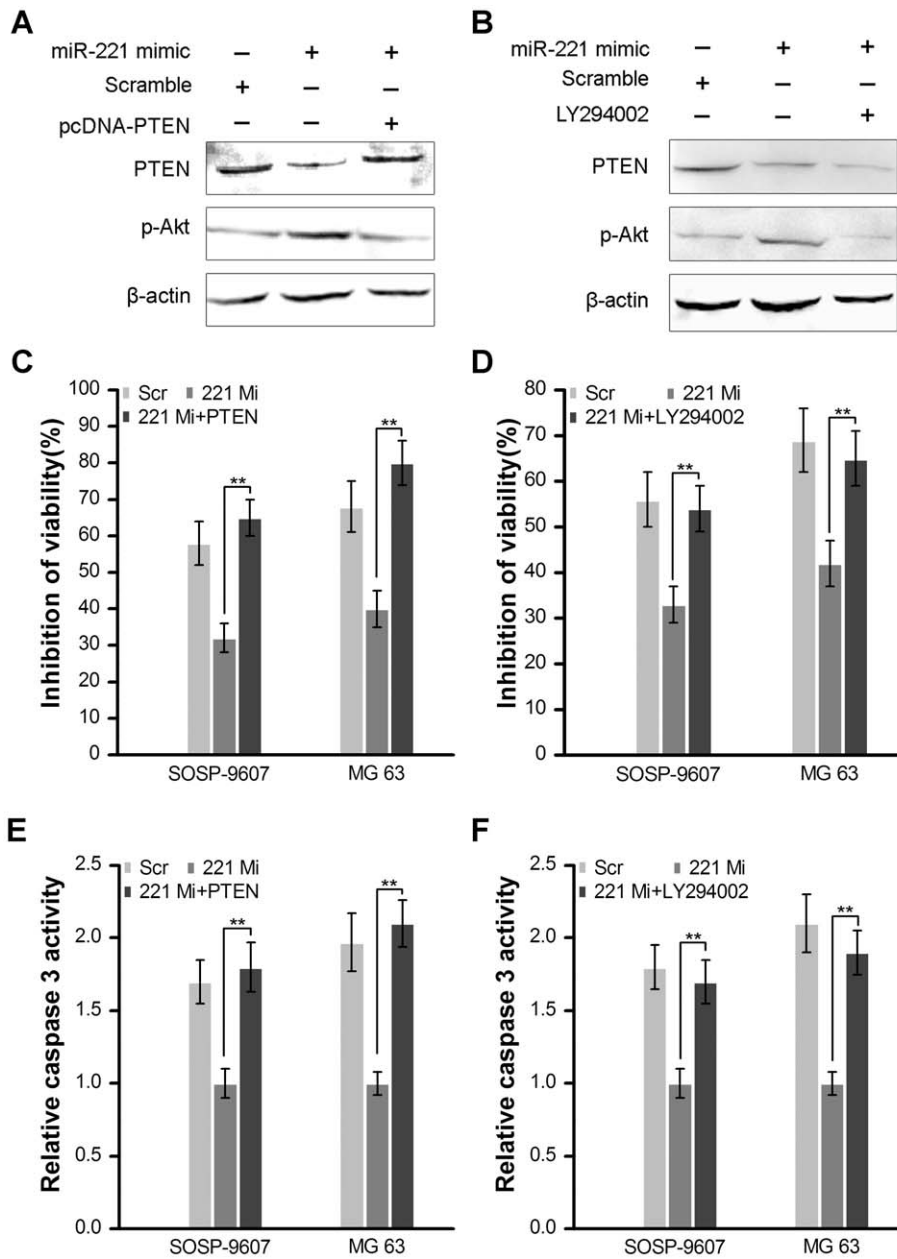 A
miR-221 mimic – + +
Scramble + – –
pcDNA-PTEN – – +
PTEN
p-Akt
β-actin
B
miR-221 mimic – + +
Scramble + – –
LY294002 – – +
PTEN
p-Akt
β-actin
C
Inhibition of viability(%)
100
90
80
70
60
50
40
30
20
10
0
Scr 221 Mi
221 Mi+PTEN
**
**
SOSP-9607 MG 63
D
Inhibition of viability(%)
80
70
60
50
40
30
20
10
0
Scr 221 Mi
221 Mi+LY294002
**
**
SOSP-9607 MG 63
E
Relative caspase 3 activity
2.5
2.0
1.5
1.0
0.5
0.0
Scr 221 Mi
221 Mi+PTEN
**
**
SOSP-9607 MG 63
F
Relative caspase 3 activity
2.5
2.0
1.5
1.0
0.5
0.0
Scr 221 Mi
221 Mi+LY294002
**
**
SOSP-9607 MG 63